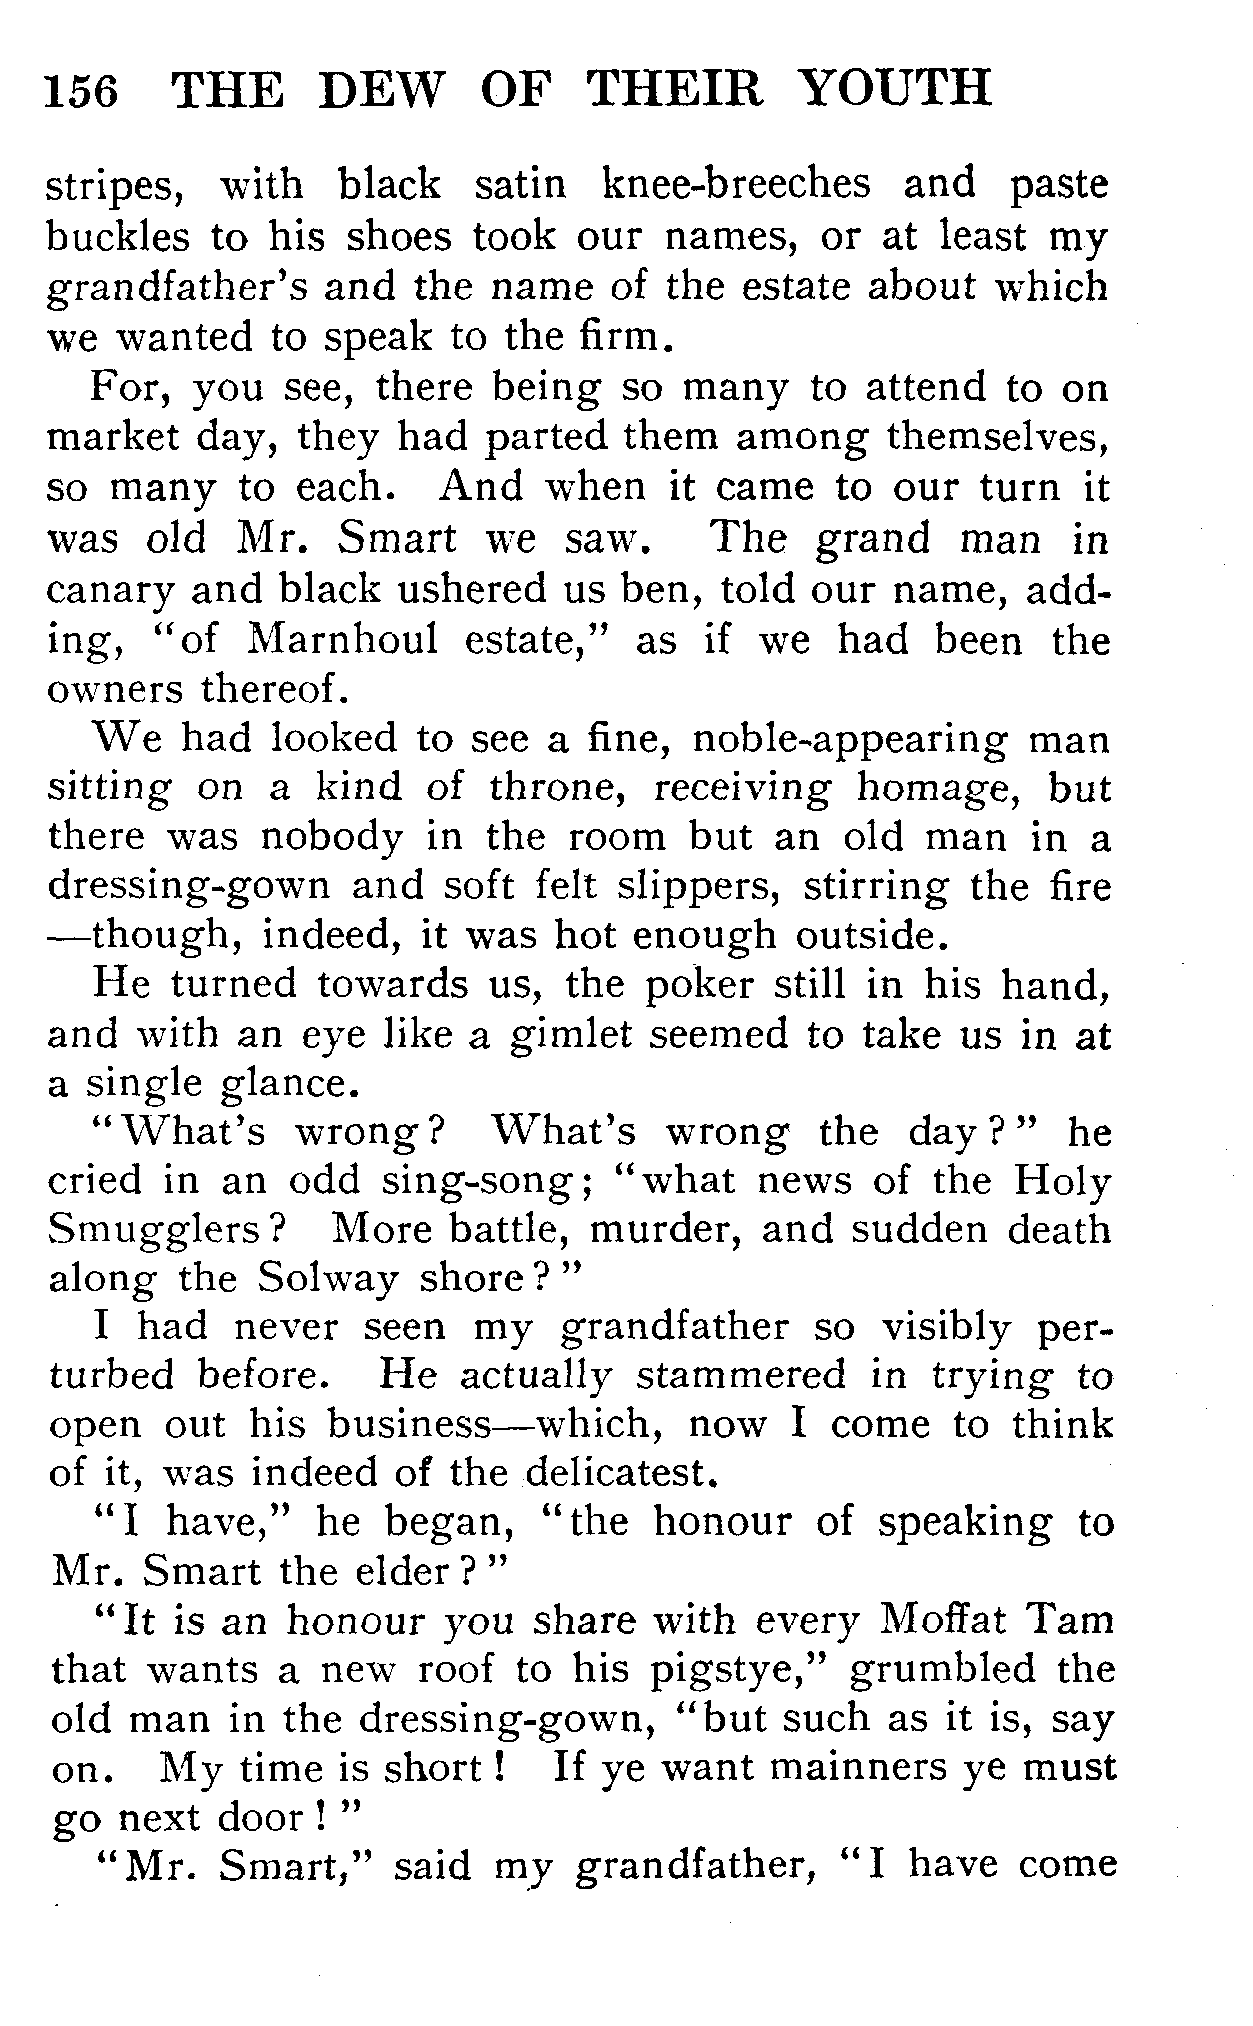 156 THE DEW OF THEIR YOUTH
stripes, with black satin knee-breeches and paste
buckles to his shoes took our names, or at least my
grandfather's and the name of the estate about which
we wanted to speak to the firm.
For, you see, there being so many to attend to on
market day, they had parted them among themselves,
so many to each. And when it came to our turn it
was old Mr. Smart we saw. The grand man in
canary and black ushered us ben, told our name, add-
ing, "of Marnhoul estate," as if we had been the
owners thereof.
We had looked to see a fine, noble-appearing man
sitting on a kind of throne, receiving homage, but
there was nobody in the room but an old man in a
dressing-gown and soft felt slippers, stirring the fire
—though, indeed, it was hot enough outside.
He turned towards us, the poker still in his hand,
and with an eye like a gimlet seemed to take us in at
a single glance.
"What's wrong? What's wrong the day?" he
cried in an odd sing-song; "what news of the Holy
Smugglers? More battle, murder, and sudden death
along the Solway shore?"
I had never seen my grandfather so visibly per-
turbed before. He actually stammered in trying to
open out his business—which, now I come to think
of it, was indeed of the delicatest.
"I have," he began, "the honour of speaking to
Mr. Smart the elder?"
"It is an honour you share with every Moffat Tam
that wants a new roof to his pigstye," grumbled the
old man in the dressing-gown, "but such as it is, say
on. My time is short! If ye want mainners ye must
go next door!"
"Mr. Smart," said my grandfather, "I have come